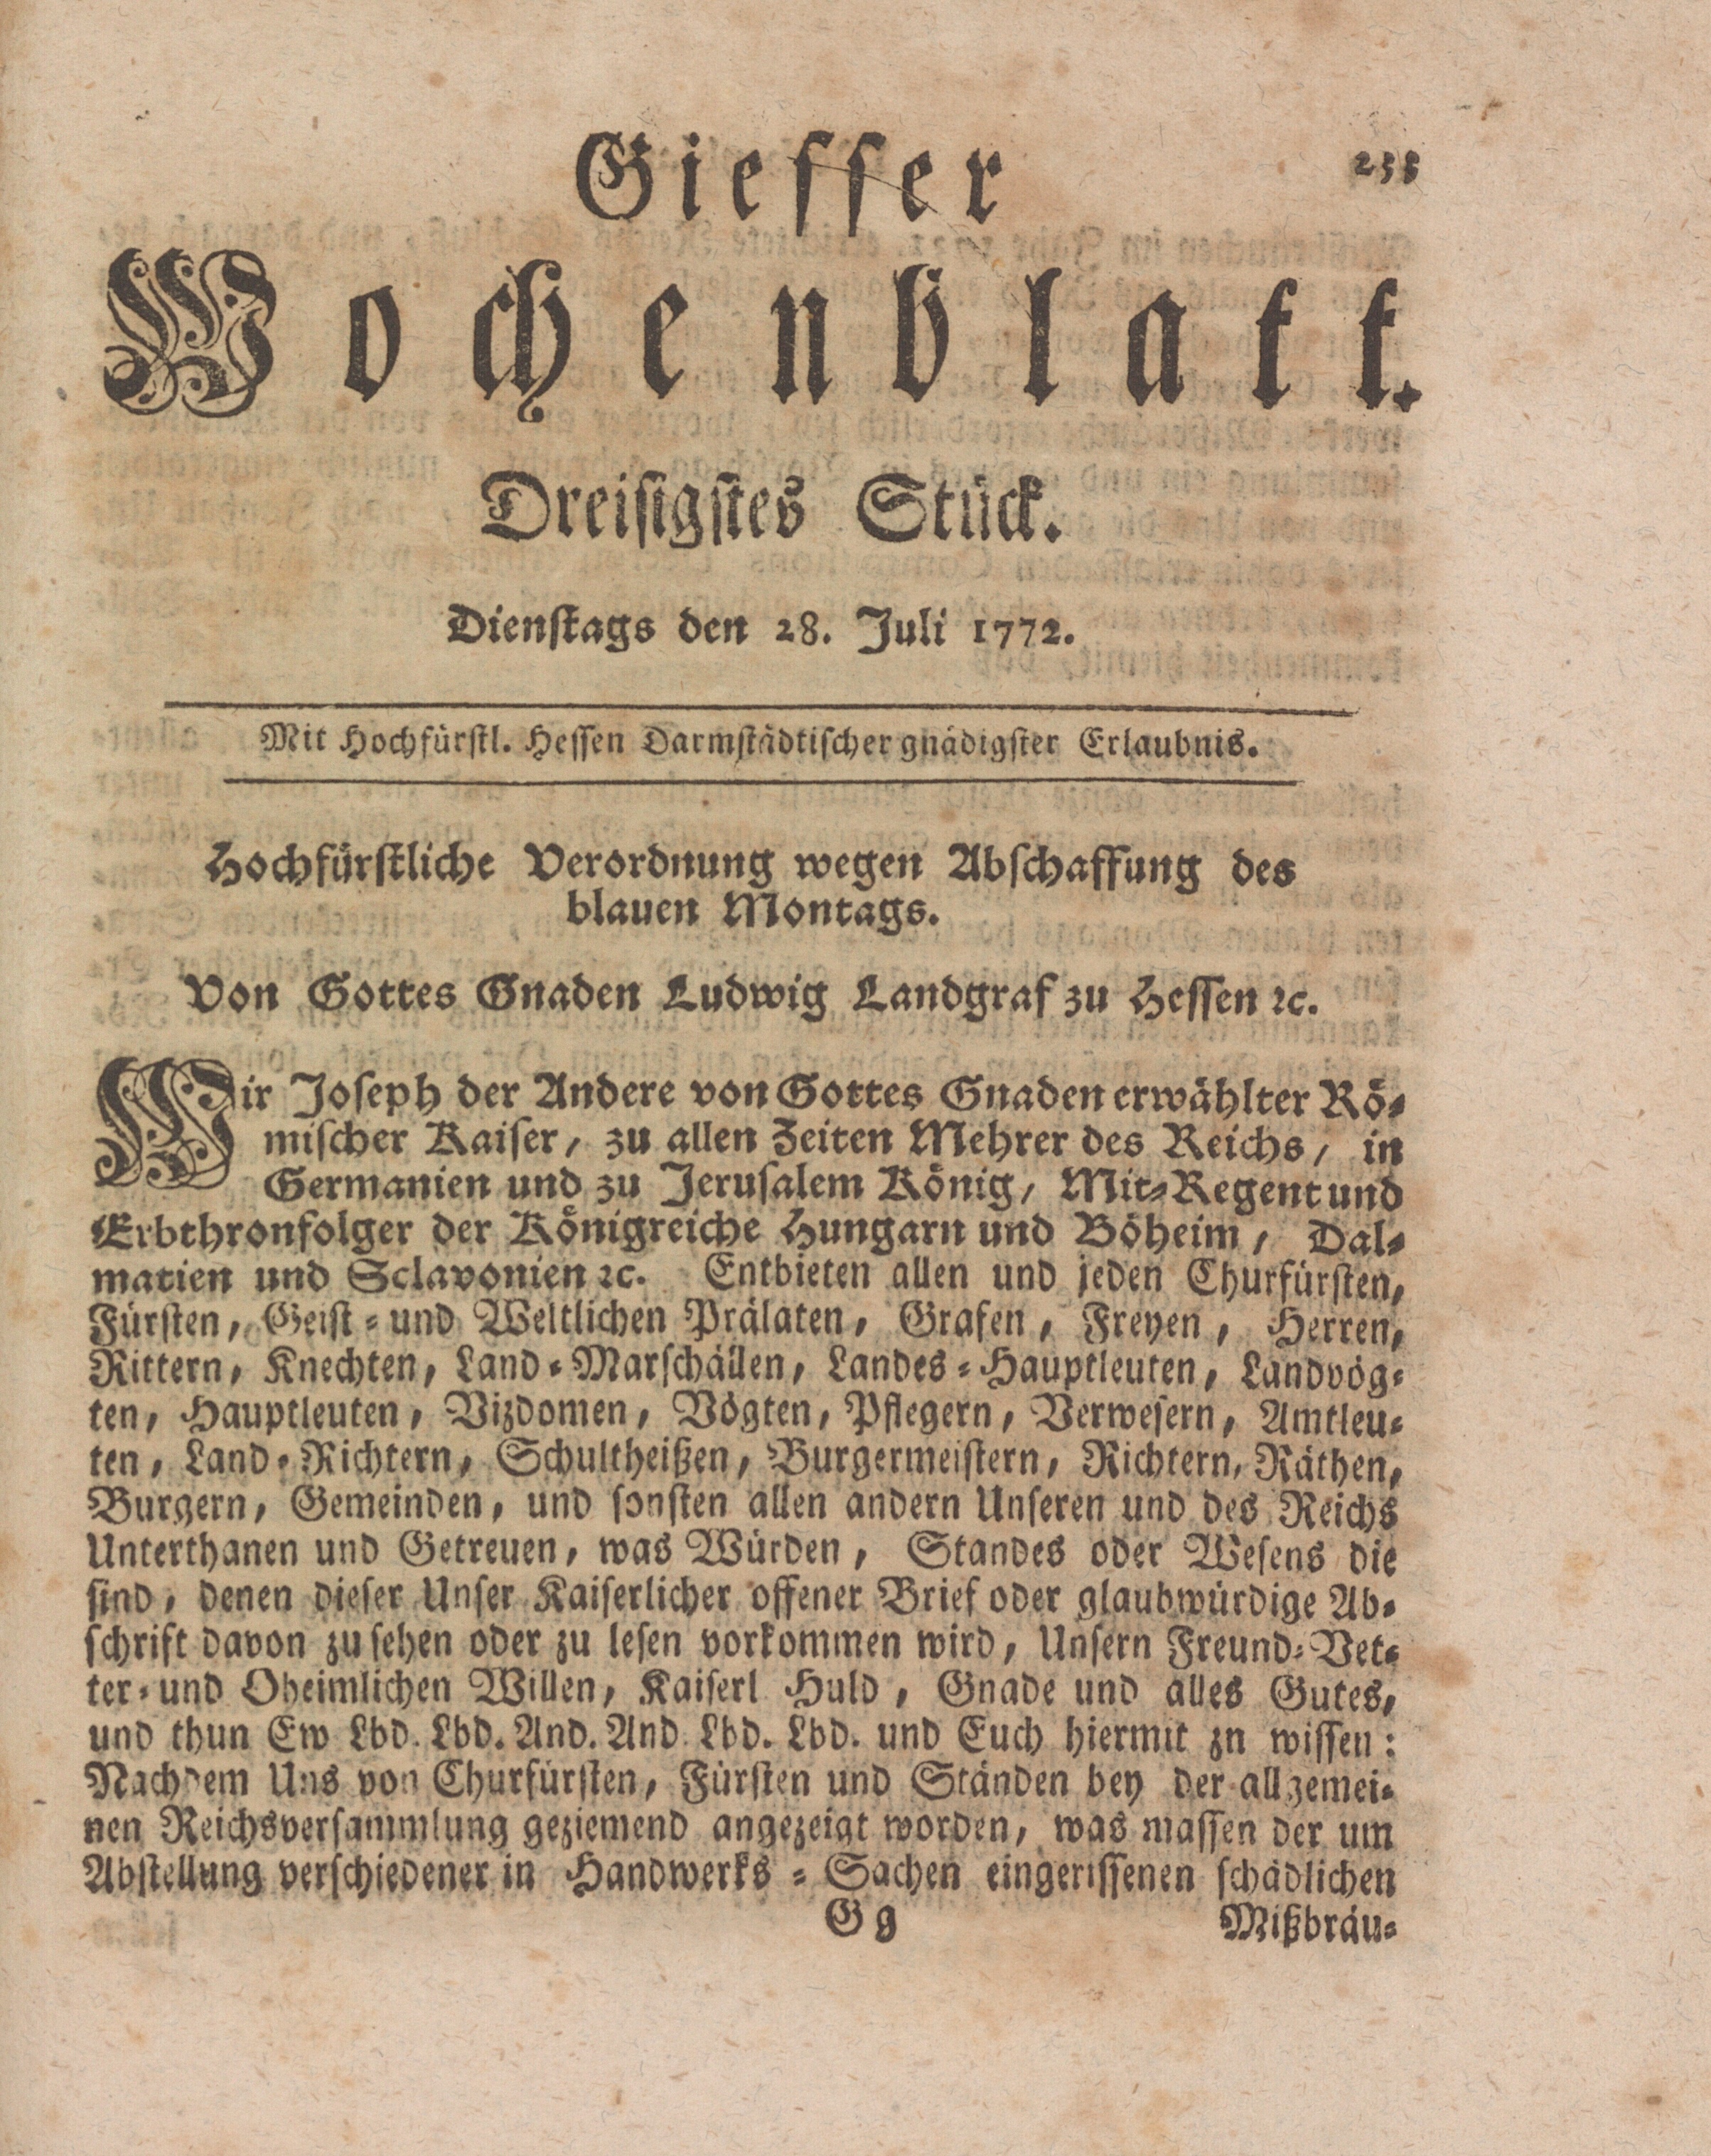 Giesser
233
Wochenblatt.
Dreisigstes Stück.
Dienstags den 28. Juli 1772.
Mit Hochfürstl. Hessen Darmstädtischer gnädigster Erlaubnis.
Hochfürstliche Verordnung wegen Abschaffung des
blauen Montags.
Von Gottes Gnaden Ludwig Landgraf zu Hessen ꝛc.
Wir Joseph der Andere von Gottes Gnaden erwählter Rö-
mischer Kaiser, zu allen Zeiten Mehrer des Reichs, in
Germanien und zu Jerusalem König, Mit-Regent und
Erbthronfolger der Königreiche Hungarn und Böheim, Dal-
matien und Sclavonien ꝛc. Entbieten allen und jeden Churfürsten,
Fürsten, Geist- und Weltlichen Prälaten, Grafen, Freyen, Herren,
Rittern, Knechten, Land-Marschällen, Landes-Hauptleuten, Landvög-
ten, Hauptleuten, Vizdomen, Vögten, Pflegern, Verwesern, Amtleu-
ten, Land-Richtern, Schultheißen, Burgermeistern, Richtern, Räthen,
Burgern, Gemeinden, und sonsten allen andern Unseren und des Reichs
Unterthanen und Getreuen, was Würden, Standes oder Wesens die
sind, denen dieser Unser Kaiserlicher offener Brief oder glaubwürdige Ab-
schrift davon zu sehen oder zu lesen vorkommen wird, Unsern Freund-Vet-
ter- und Oheimlichen Willen, Kaiserl Huld, Gnade und alles Gutes,
und thun Ew Lbd. Lbd. And. And Lbd. Lbd. und Euch hiermit zn wissen:
Nachdem Uns von Churfürsten, Fürsten und Ständen bey der allgemei-
nen Reichsversammlung geziemend angezeigt worden, was massen der um
Abstellung verschiedener in Handwerks-Sachen eingerissenen schädlichen
Gg
Mißbräu-